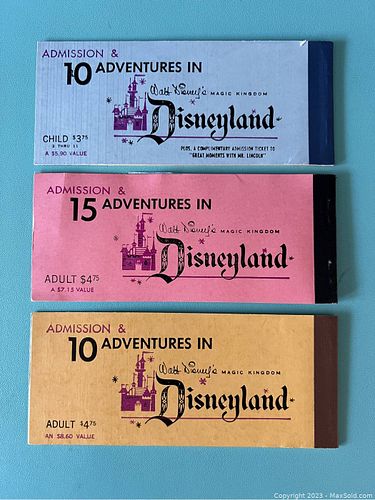 ADMISSION &
10 ADVENTURES IN
Walt Disney's MAGIC KINGDOM
Disneyland
CHILD $3.75
3 THRU 11
A $5.90 VALUE
PLUS, A COMPLIMENTARY ADMISSION TICKET TO
"GREAT MOMENTS WITH MR. LINCOLN"
ADMISSION &
15 ADVENTURES IN
Walt Disney's MAGIC KINGDOM
Disneyland
ADULT $4.75
A $7.15 VALUE
ADMISSION &
10 ADVENTURES IN
Walt Disney's MAGIC KINGDOM
Disneyland
ADULT $4.75
AN $8.60 VALUE
Copyright 2023 - MaxSold.com